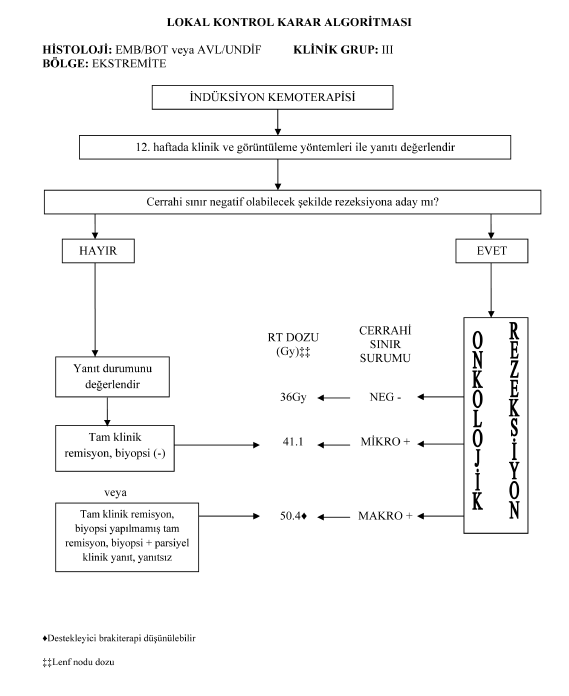 LOKAL KONTROL KARAR ALGORİTMASI
HİSTOLOJİ: EMB/BOT veya AVL/UNDİF KLİNİK GRUP: III
BÖLGE: EKSTREMİTE
İNDÜKSİYON KEMOTERAPİSİ
12. haftada klinik ve görüntüleme yöntemleri ile yanıtı değerlendir
Cerrahi sınır negatif olabilecek şekilde rezeksiyona aday mı?
HAYIR
EVET
RT DOZU
(Gy)‡‡
CERRAHİ
SINIR
SURUMU
ONKOLOJİK
REZEKSİYON
Yanıt durumunu
değerlendir
36Gy
NEG -
Tam klinik
remisyon, biyopsi (-)
41.1
MİKRO +
veya
Tam klinik remisyon,
biyopsi yapılmamış tam
remisyon, biyopsi + parsiyel
klinik yanıt, yanıtsız
50.4♦
MAKRO +
♦Destekleyici brakiterapi düşünülebilir
‡‡Lenf nodu dozu